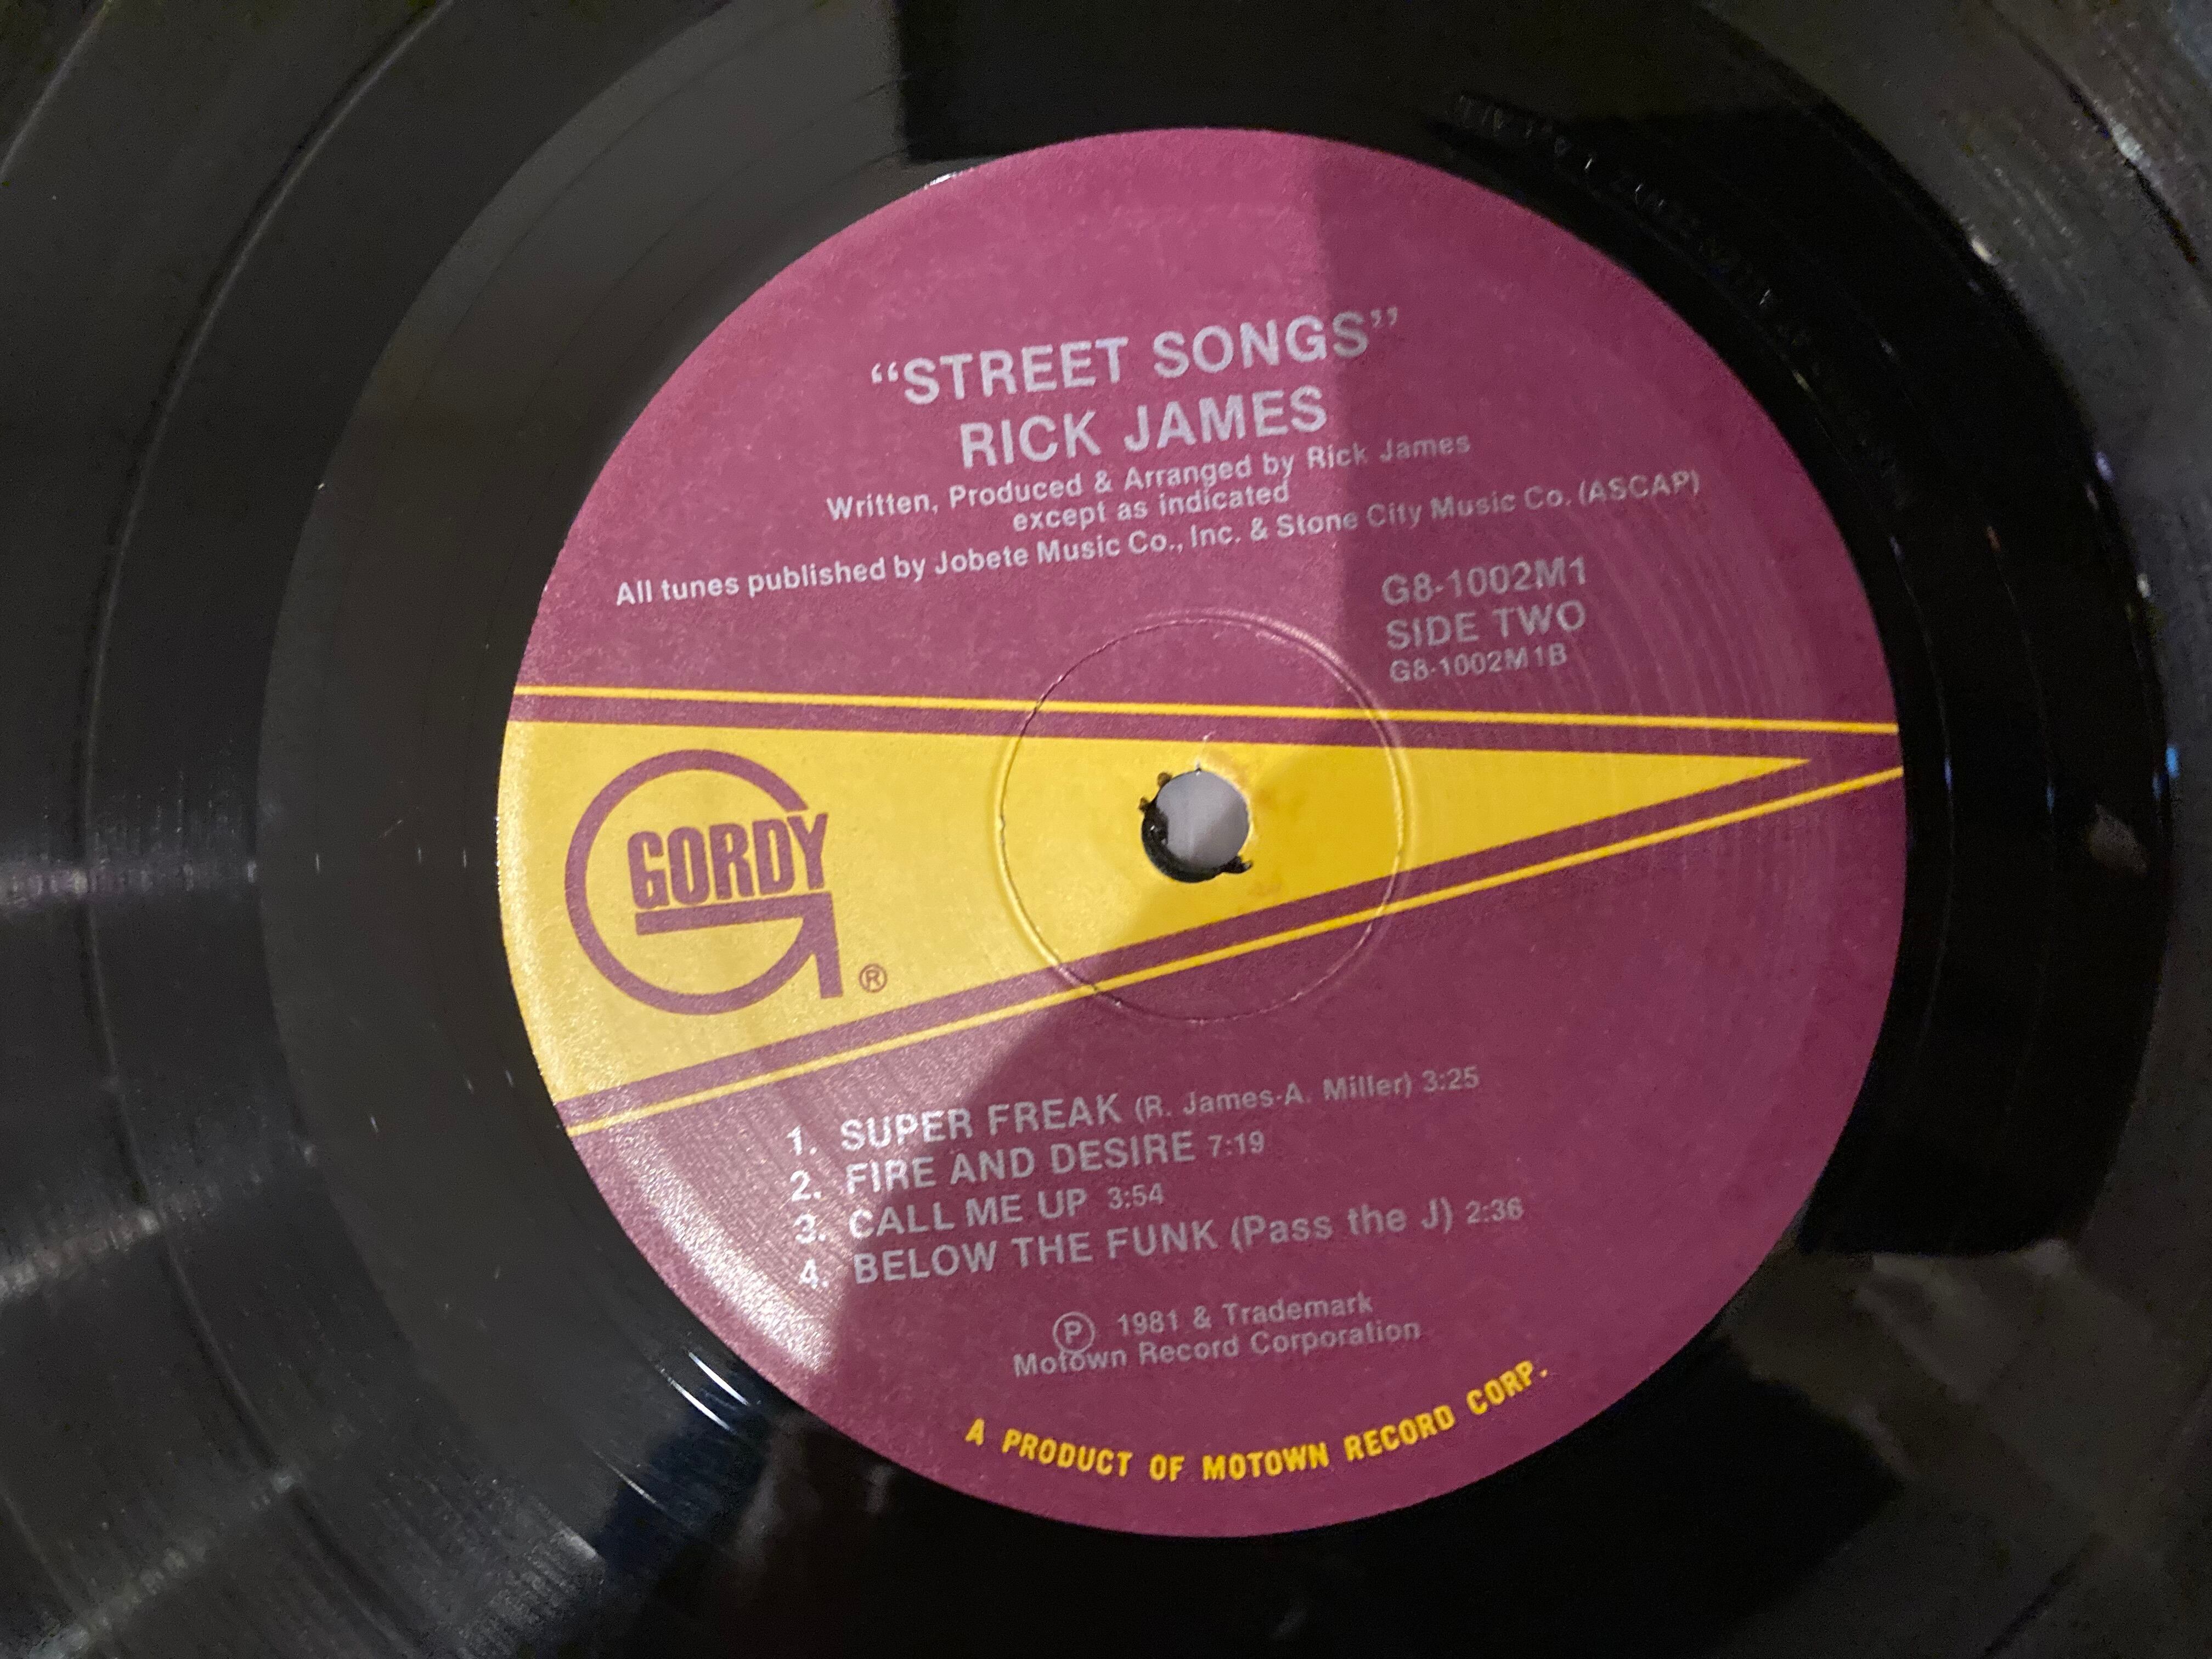 “STREET SONGS”
RICK JAMES
Written, Produced & Arranged by Rick James
except as indicated
All tunes published by Jobete Music Co., Inc. & Stone City Music Co. (ASCAP)
G8-1002M1
SIDE TWO
G8-1002M1B
GORDY
®
1. SUPER FREAK (R. James-A. Miller) 3:25
2. FIRE AND DESIRE 7:19
3. CALL ME UP 3:54
4. BELOW THE FUNK (Pass the J) 2:36
℗ 1981 & Trademark
Motown Record Corporation
A PRODUCT OF MOTOWN RECORD CORP.